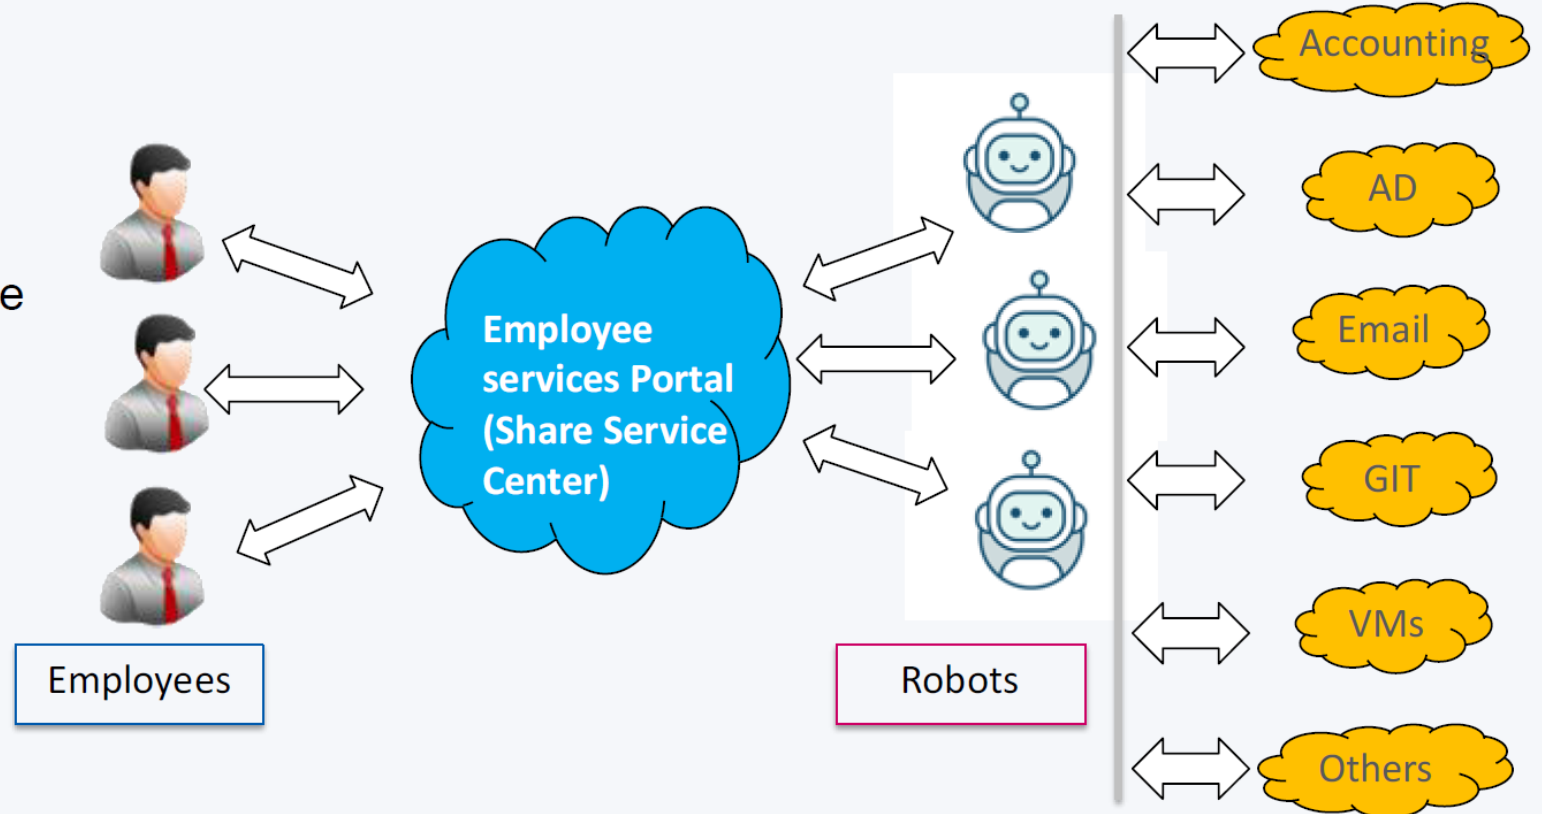 e
Employees
Employee
services Portal
(Share Service
Center)
Robots
Accounting
AD
Email
GIT
VMs
Others